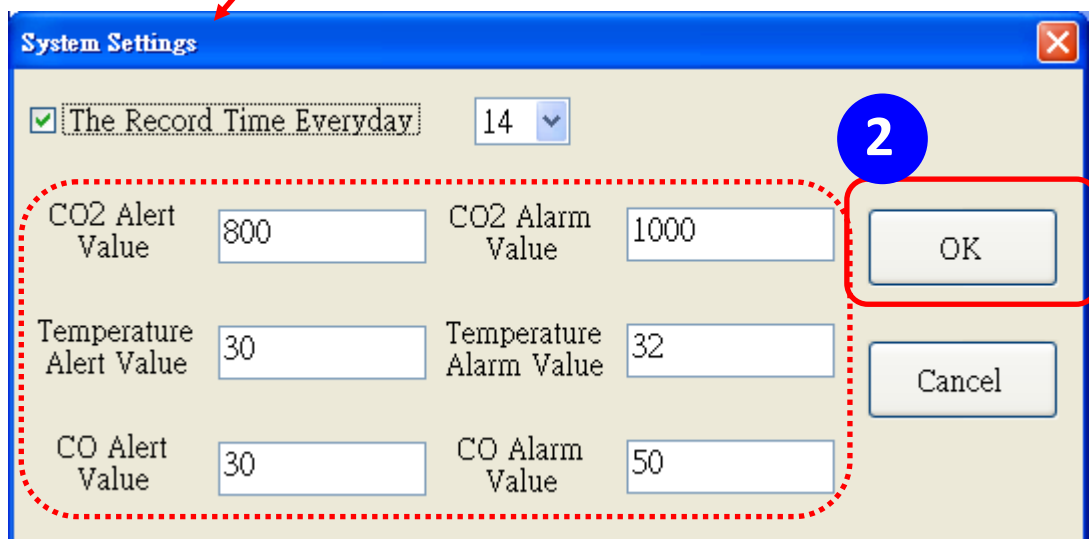 System Settings
The Record Time Everyday 14
2
CO2 Alert
Value
800
CO2 Alarm
Value
1000
OK
Temperature
Alert Value
30
Temperature
Alarm Value
32
Cancel
CO Alert
Value
30
CO Alarm
Value
50